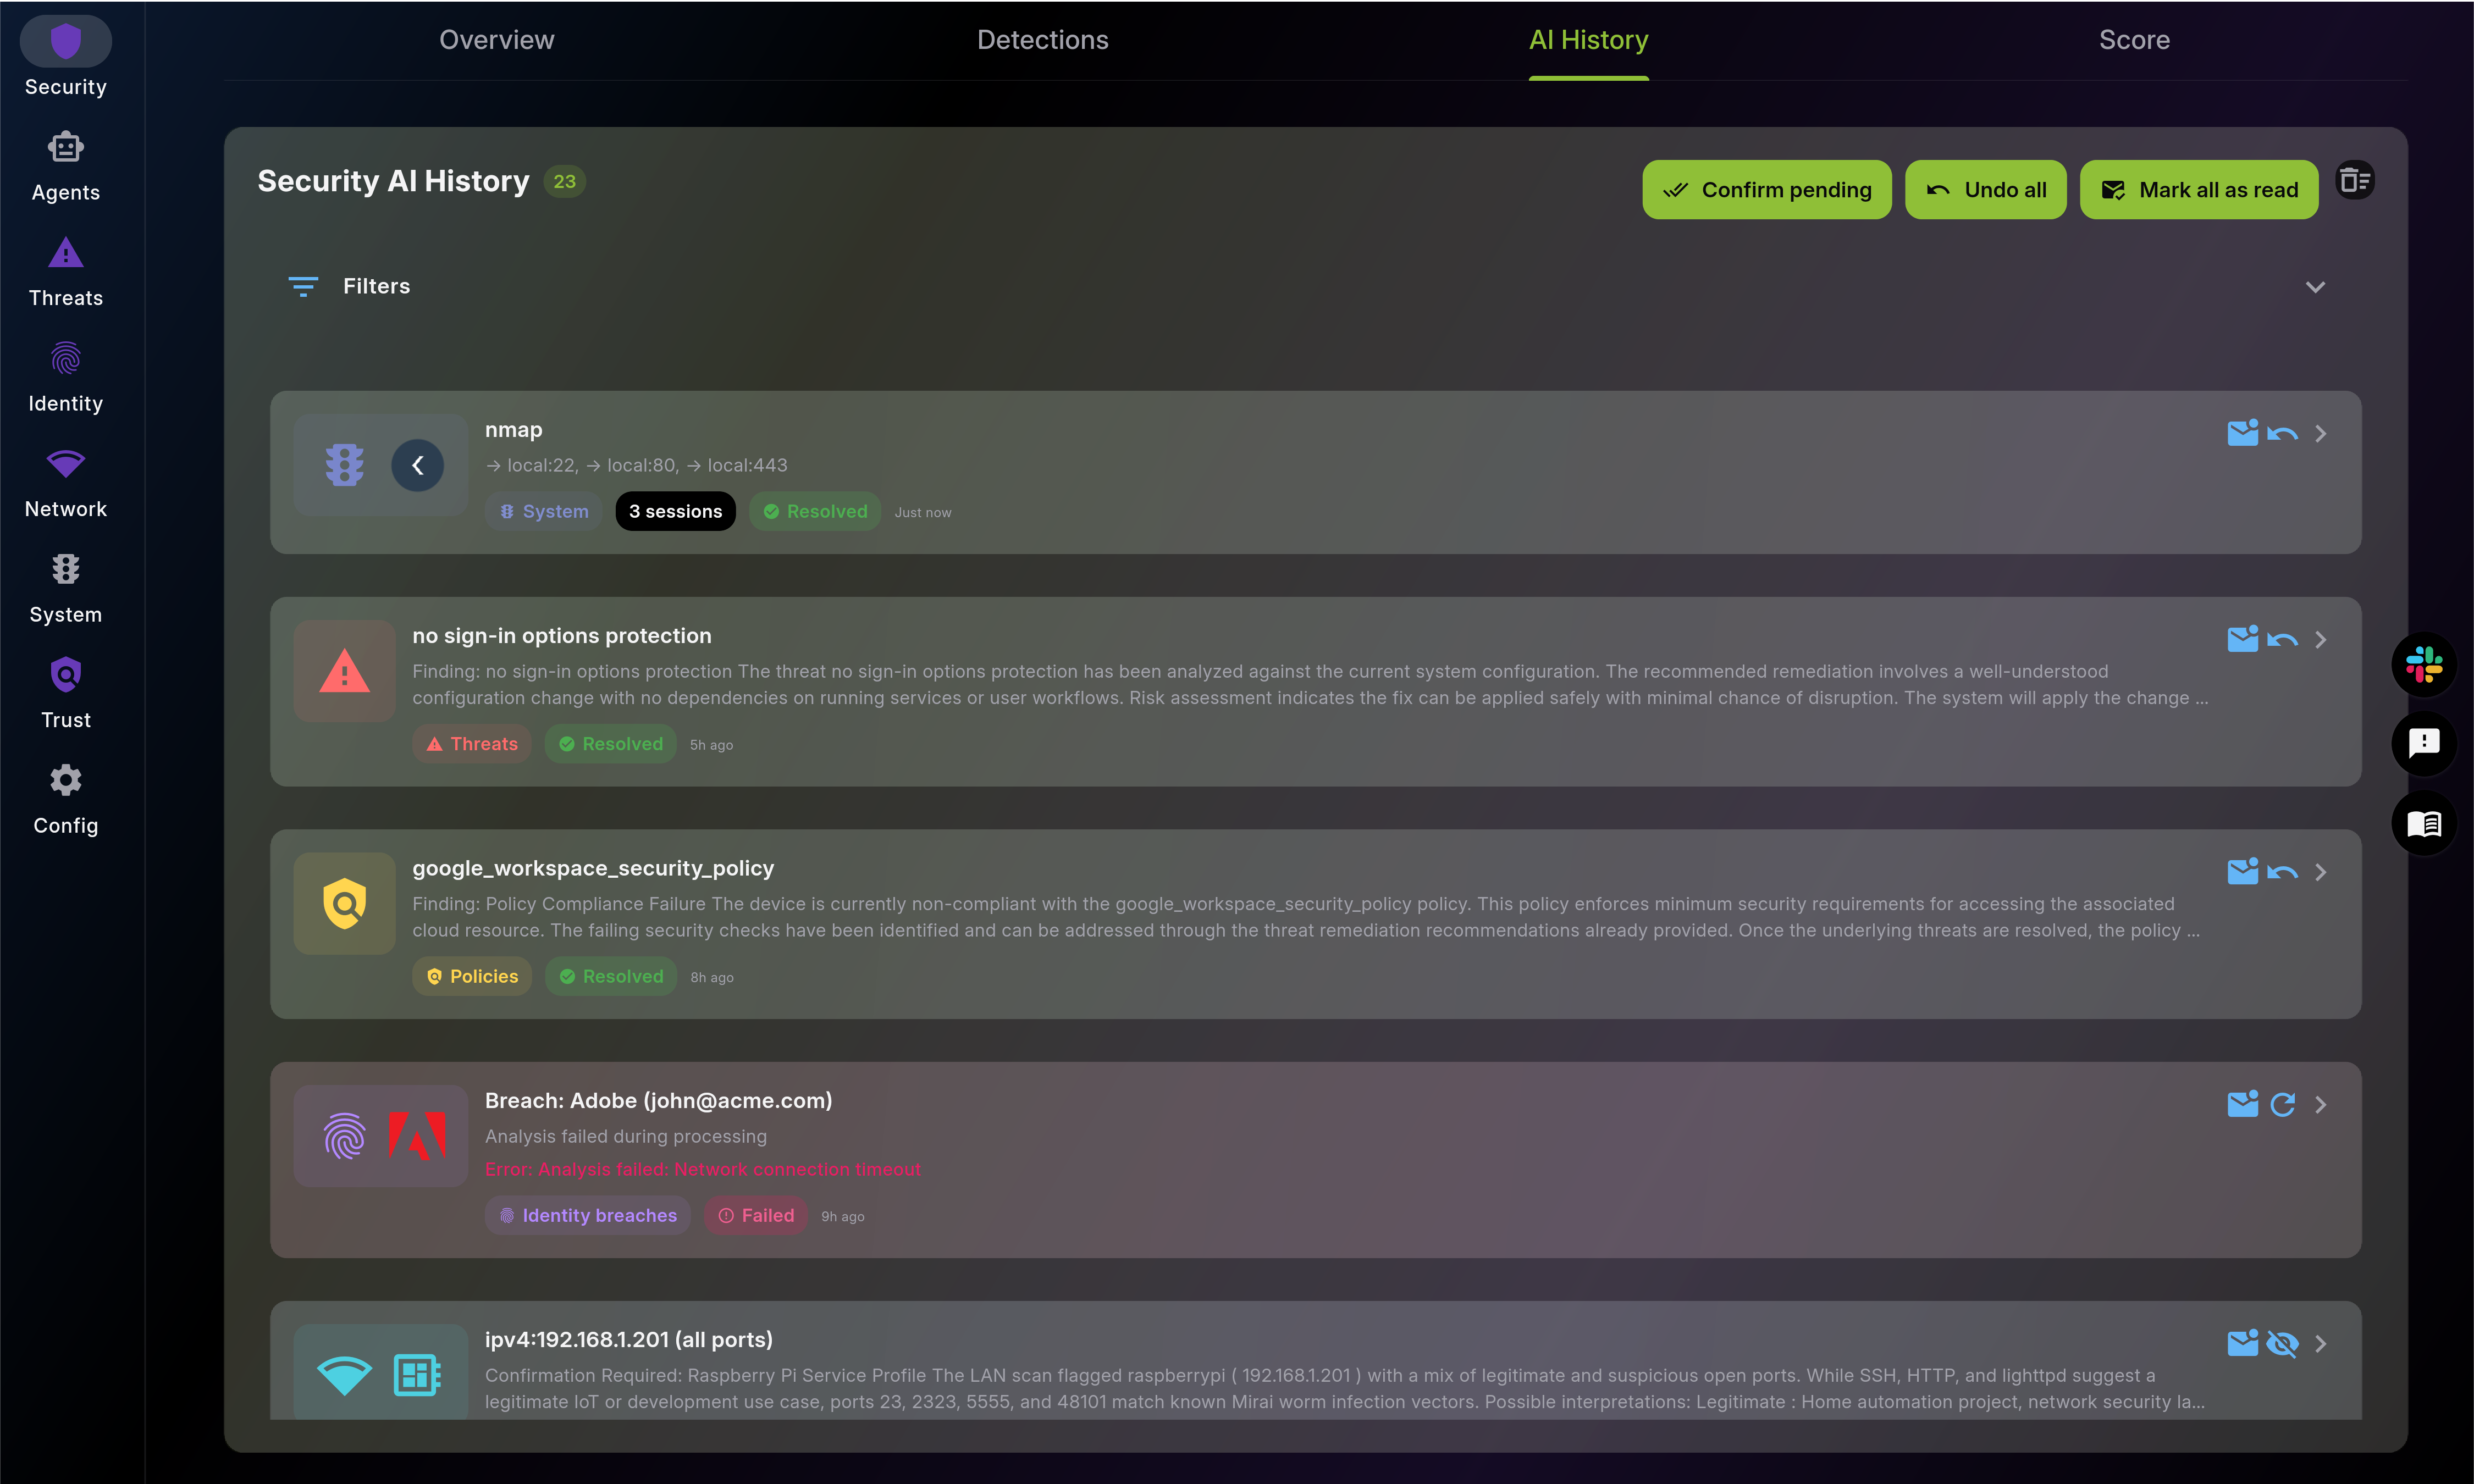 Overview
Detections
AI History
Score
Security
Agents
Threats
Identity
Network
System
Trust
Config
Security AI History 23
Confirm pending
Undo all
Mark all as read
Filters
nmap
→ local:22, → local:80, → local:443
System 3 sessions Resolved Just now
no sign-in options protection
Finding: no sign-in options protection The threat no sign-in options protection has been analyzed against the current system configuration. The recommended remediation involves a well-understood
configuration change with no dependencies on running services or user workflows. Risk assessment indicates the fix can be applied safely with minimal chance of disruption. The system will apply the change ...
Threats Resolved 5h ago
google_workspace_security_policy
Finding: Policy Compliance Failure The device is currently non-compliant with the google_workspace_security_policy policy. This policy enforces minimum security requirements for accessing the associated
cloud resource. The failing security checks have been identified and can be addressed through the threat remediation recommendations already provided. Once the underlying threats are resolved, the policy ...
Policies Resolved 8h ago
Breach: Adobe (john@acme.com)
Analysis failed during processing
Error: Analysis failed: Network connection timeout
Identity breaches Failed 9h ago
ipv4:192.168.1.201 (all ports)
Confirmation Required: Raspberry Pi Service Profile The LAN scan flagged raspberrypi ( 192.168.1.201 ) with a mix of legitimate and suspicious open ports. While SSH, HTTP, and lighttpd suggest a
legitimate IoT or development use case, ports 23, 2323, 5555, and 48101 match known Mirai worm infection vectors. Possible interpretations: Legitimate : Home automation project, network security la...